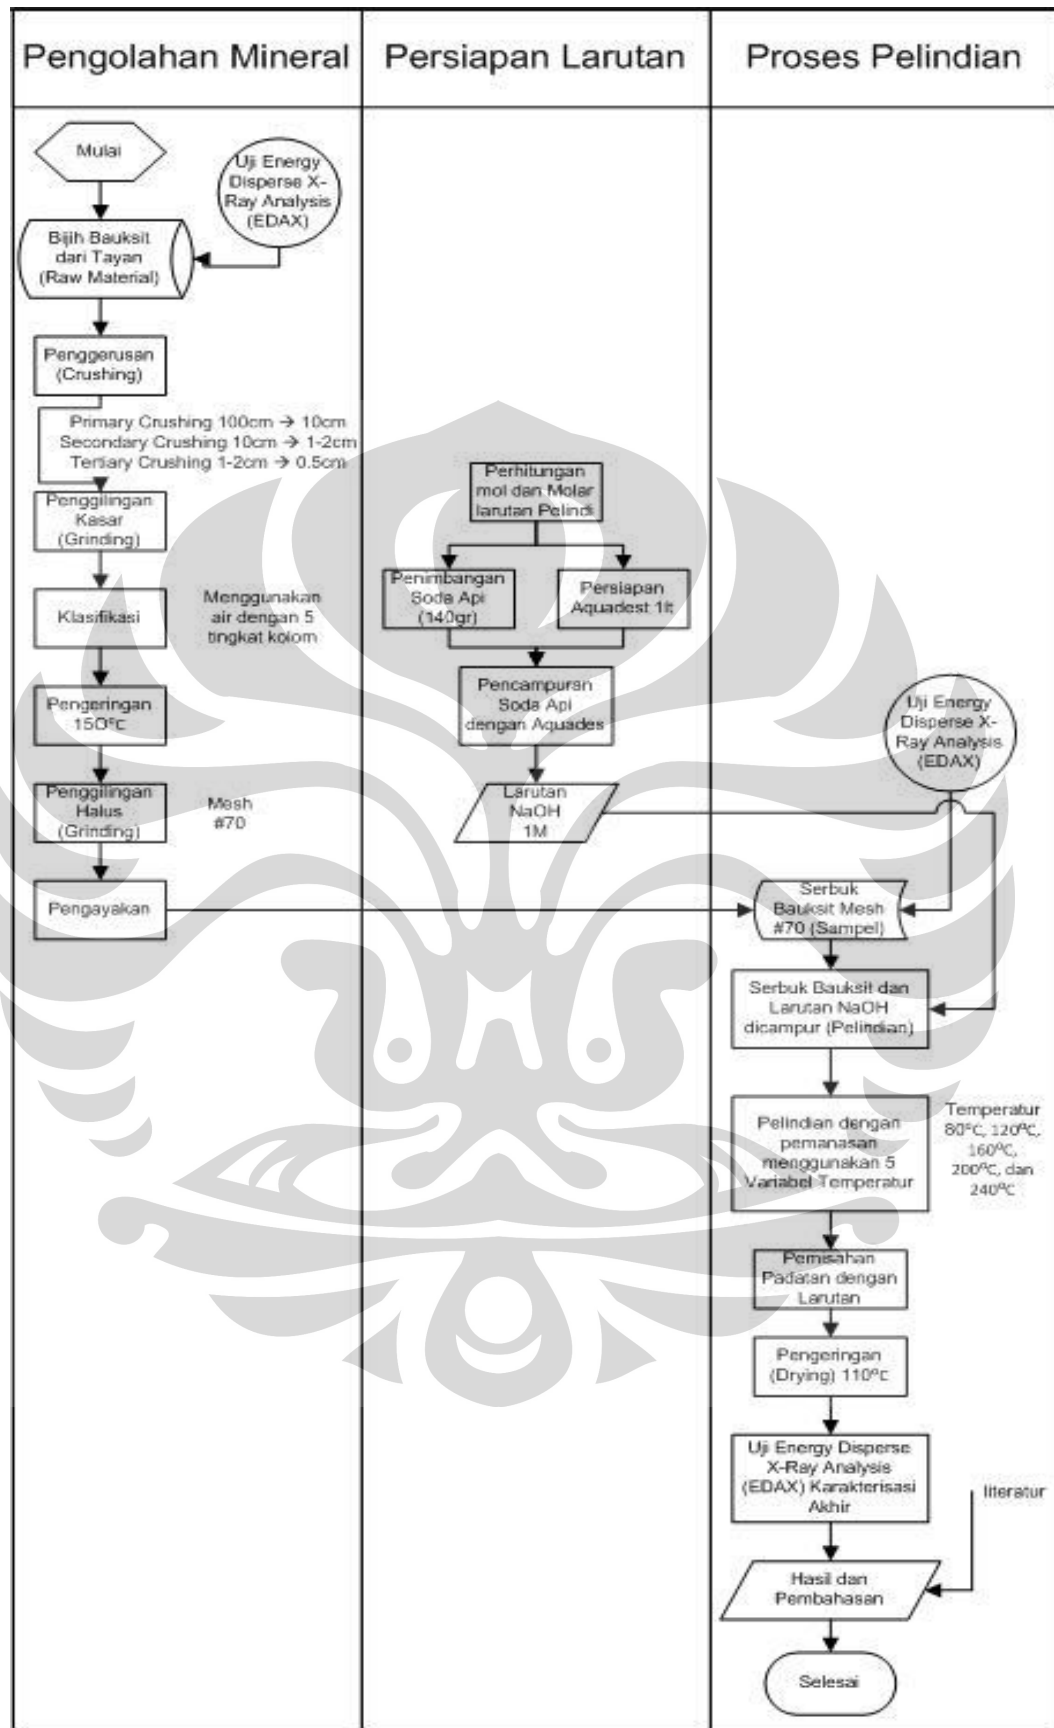 Pengolahan Mineral
Persiapan Larutan
Proses Pelindian
Mulai
Uji Energy
Disperse X-
Ray Analysis
(EDAX)
Bijih Bauksit
dari Tayan
(Raw Material)
Penggerusan
(Crushing)
Primary Crushing 100cm → 10cm
Secondary Crushing 10cm → 1-2cm
Tertiary Crushing 1-2cm → 0.5cm
Penggilingan
Kasar
(Grinding)
Klasifikasi
Menggunakan
air dengan 5
tingkat kolom
Pengeringan
150°C
Penggilingan
Halus
(Grinding)
Mesh
#70
Pengayakan
Perhitungan
mol dan Molar
larutan Pelindi
Penimbangan
Soda Api
(140gr)
Persiapan
Aquadest 1lt
Pencampuran
Soda Api
dengan Aquades
Larutan
NaOH
1M
Uji Energy
Disperse X-
Ray Analysis
(EDAX)
Serbuk
Bauksit Mesh
#70 (Sampel)
Serbuk Bauksit dan
Larutan NaOH
dicampur (Pelindian)
Pelindian dengan
pemanasan
menggunakan 5
Variabel Temperatur
Temperatur
80°C, 120°C,
160°C,
200°C, dan
240°C
Pemisahan
Padatan dengan
Larutan
Pengeringan
(Drying) 110°C
Uji Energy Disperse
X-Ray Analysis
(EDAX) Karakterisasi
Akhir
literatur
Hasil dan
Pembahasan
Selesai